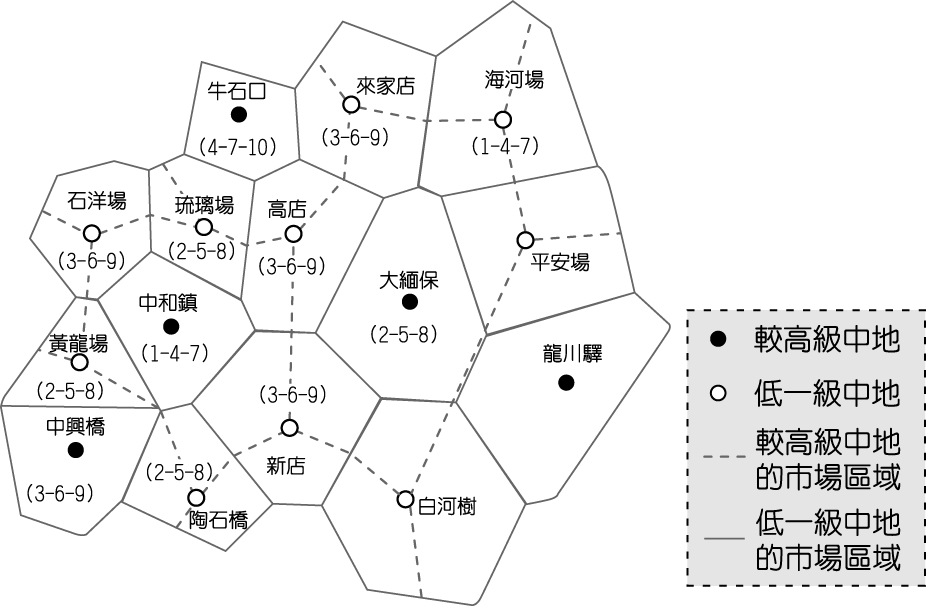 海河場
(1-4-7)
來家店
(3-6-9)
牛石口
(4-7-10)
石洋場
(3-6-9)
琉璃場
(2-5-8)
高店
(3-6-9)
平安場
大緬保
(2-5-8)
中和鎮
(1-4-7)
黃龍場
(2-5-8)
龍川驛
中興橋
(3-6-9)
(3-6-9)
新店
(2-5-8)
陶石橋
白河樹
較高級中地
低一級中地
較高級中地
的市場區域
低一級中地
的市場區域